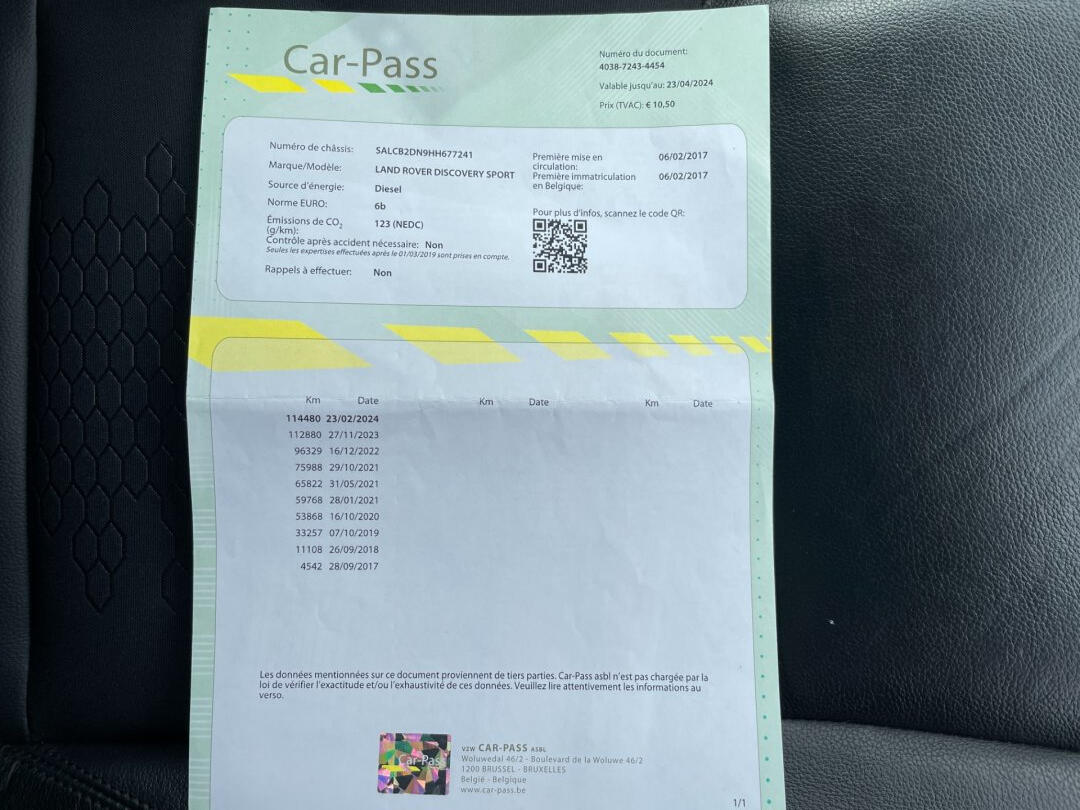 Car-Pass
Numéro du document:
4038-7243-4454
Valable jusqu'au: 23/04/2024
Prix (TVAC): € 10,50
Numéro de châssis: SALCB2DN9HH677241
Marque/Modèle: LAND ROVER DISCOVERY SPORT
Source d'énergie: Diesel
Norme EURO: 6b
Émissions de CO2 123 (NEDC)
(g/km):
Contrôle après accident nécessaire: Non
Seules les expertises effectuées après le 01/03/2019 sont prises en compte.
Rappels à effectuer: Non
Première mise en 06/02/2017
circulation:
Première immatriculation 06/02/2017
en Belgique:
Pour plus d'infos, scannez le code QR:
Km Date Km Date Km Date
114480 23/02/2024
112880 27/11/2023
96329 16/12/2022
75988 29/10/2021
65822 31/05/2021
59768 28/01/2021
53868 16/10/2020
33257 07/10/2019
11108 26/09/2018
4542 28/09/2017
Les données mentionnées sur ce document proviennent de tiers parties. Car-Pass asbl n'est pas chargée par la
loi de vérifier l'exactitude et/ou l'exhaustivité de ces données. Veuillez lire attentivement les informations au
verso.
Car-Pass
VZW CAR-PASS ASBL
Woluwedal 46/2 - Boulevard de la Woluwe 46/2
1200 BRUSSEL - BRUXELLES
België - Belgique
www.car-pass.be
1/1